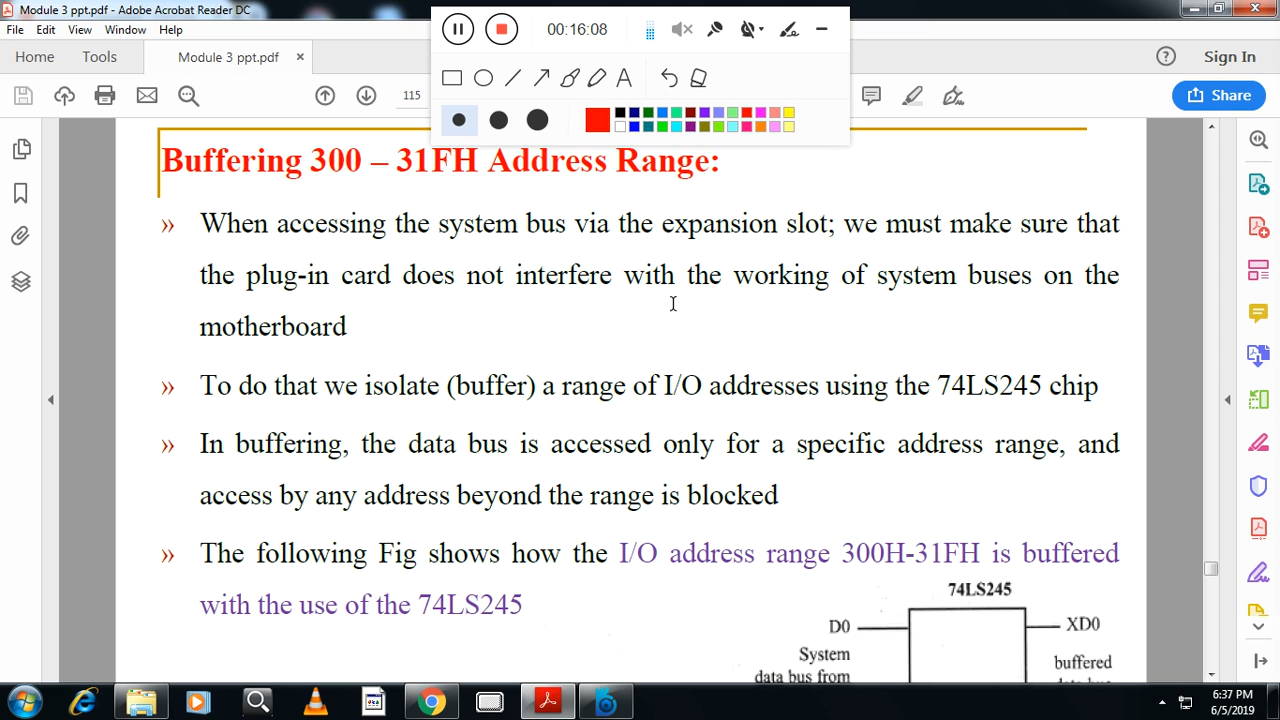 Module 3 ppt.pdf - Adobe Acrobat Reader DC
File Edit View Window Help
00:16:08
Home Tools Module 3 ppt.pdf × ? Sign In
A
115
Share
Buffering 300 – 31FH Address Range:
» When accessing the system bus via the expansion slot; we must make sure that
the plug-in card does not interfere with the working of system buses on the
motherboard
» To do that we isolate (buffer) a range of I/O addresses using the 74LS245 chip
» In buffering, the data bus is accessed only for a specific address range, and
access by any address beyond the range is blocked
» The following Fig shows how the I/O address range 300H-31FH is buffered
with the use of the 74LS245
74LS245
D0 XD0
System buffered
data bus from
6:37 PM
6/5/2019